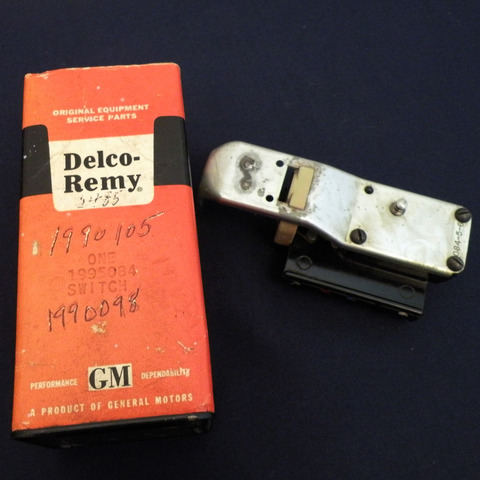 ORIGINAL EQUIPMENT
SERVICE PARTS
Delco-
Remy
1990105
ONE
1995084
SWITCH
1990098
PERFORMANCE GM DEPENDABILITY
A PRODUCT OF GENERAL MOTORS